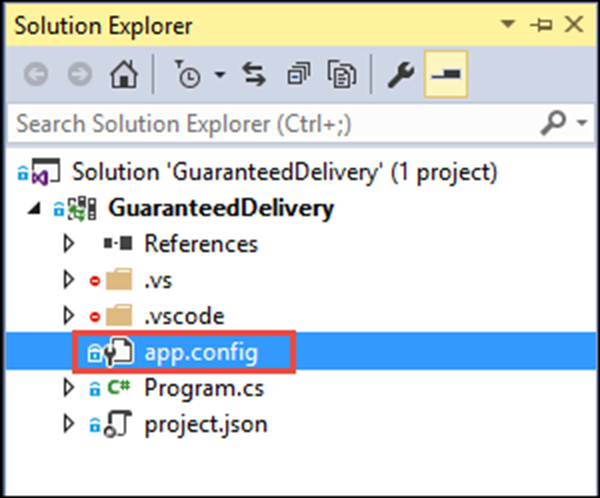 Solution Explorer
Search Solution Explorer (Ctrl+;)
Solution 'GuaranteedDelivery' (1 project)
GuaranteedDelivery
References
.vs
.vscode
app.config
C# Program.cs
project.json